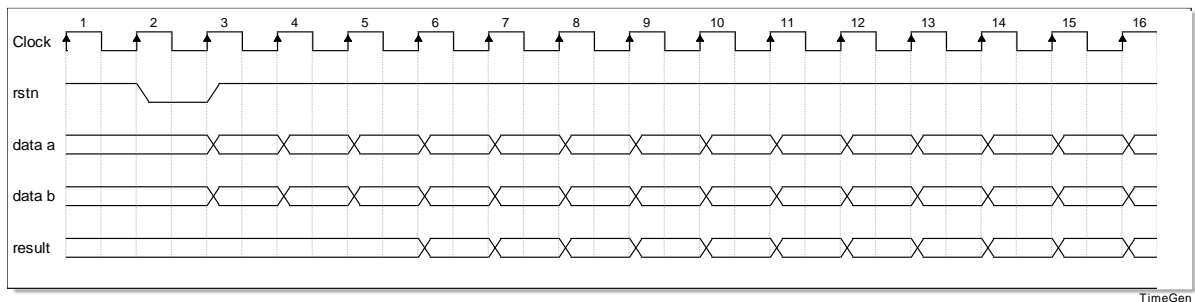 1 2 3 4 5 6 7 8 9 10 11 12 13 14 15 16
Clock
rstn
data a
data b
result
TimeGen